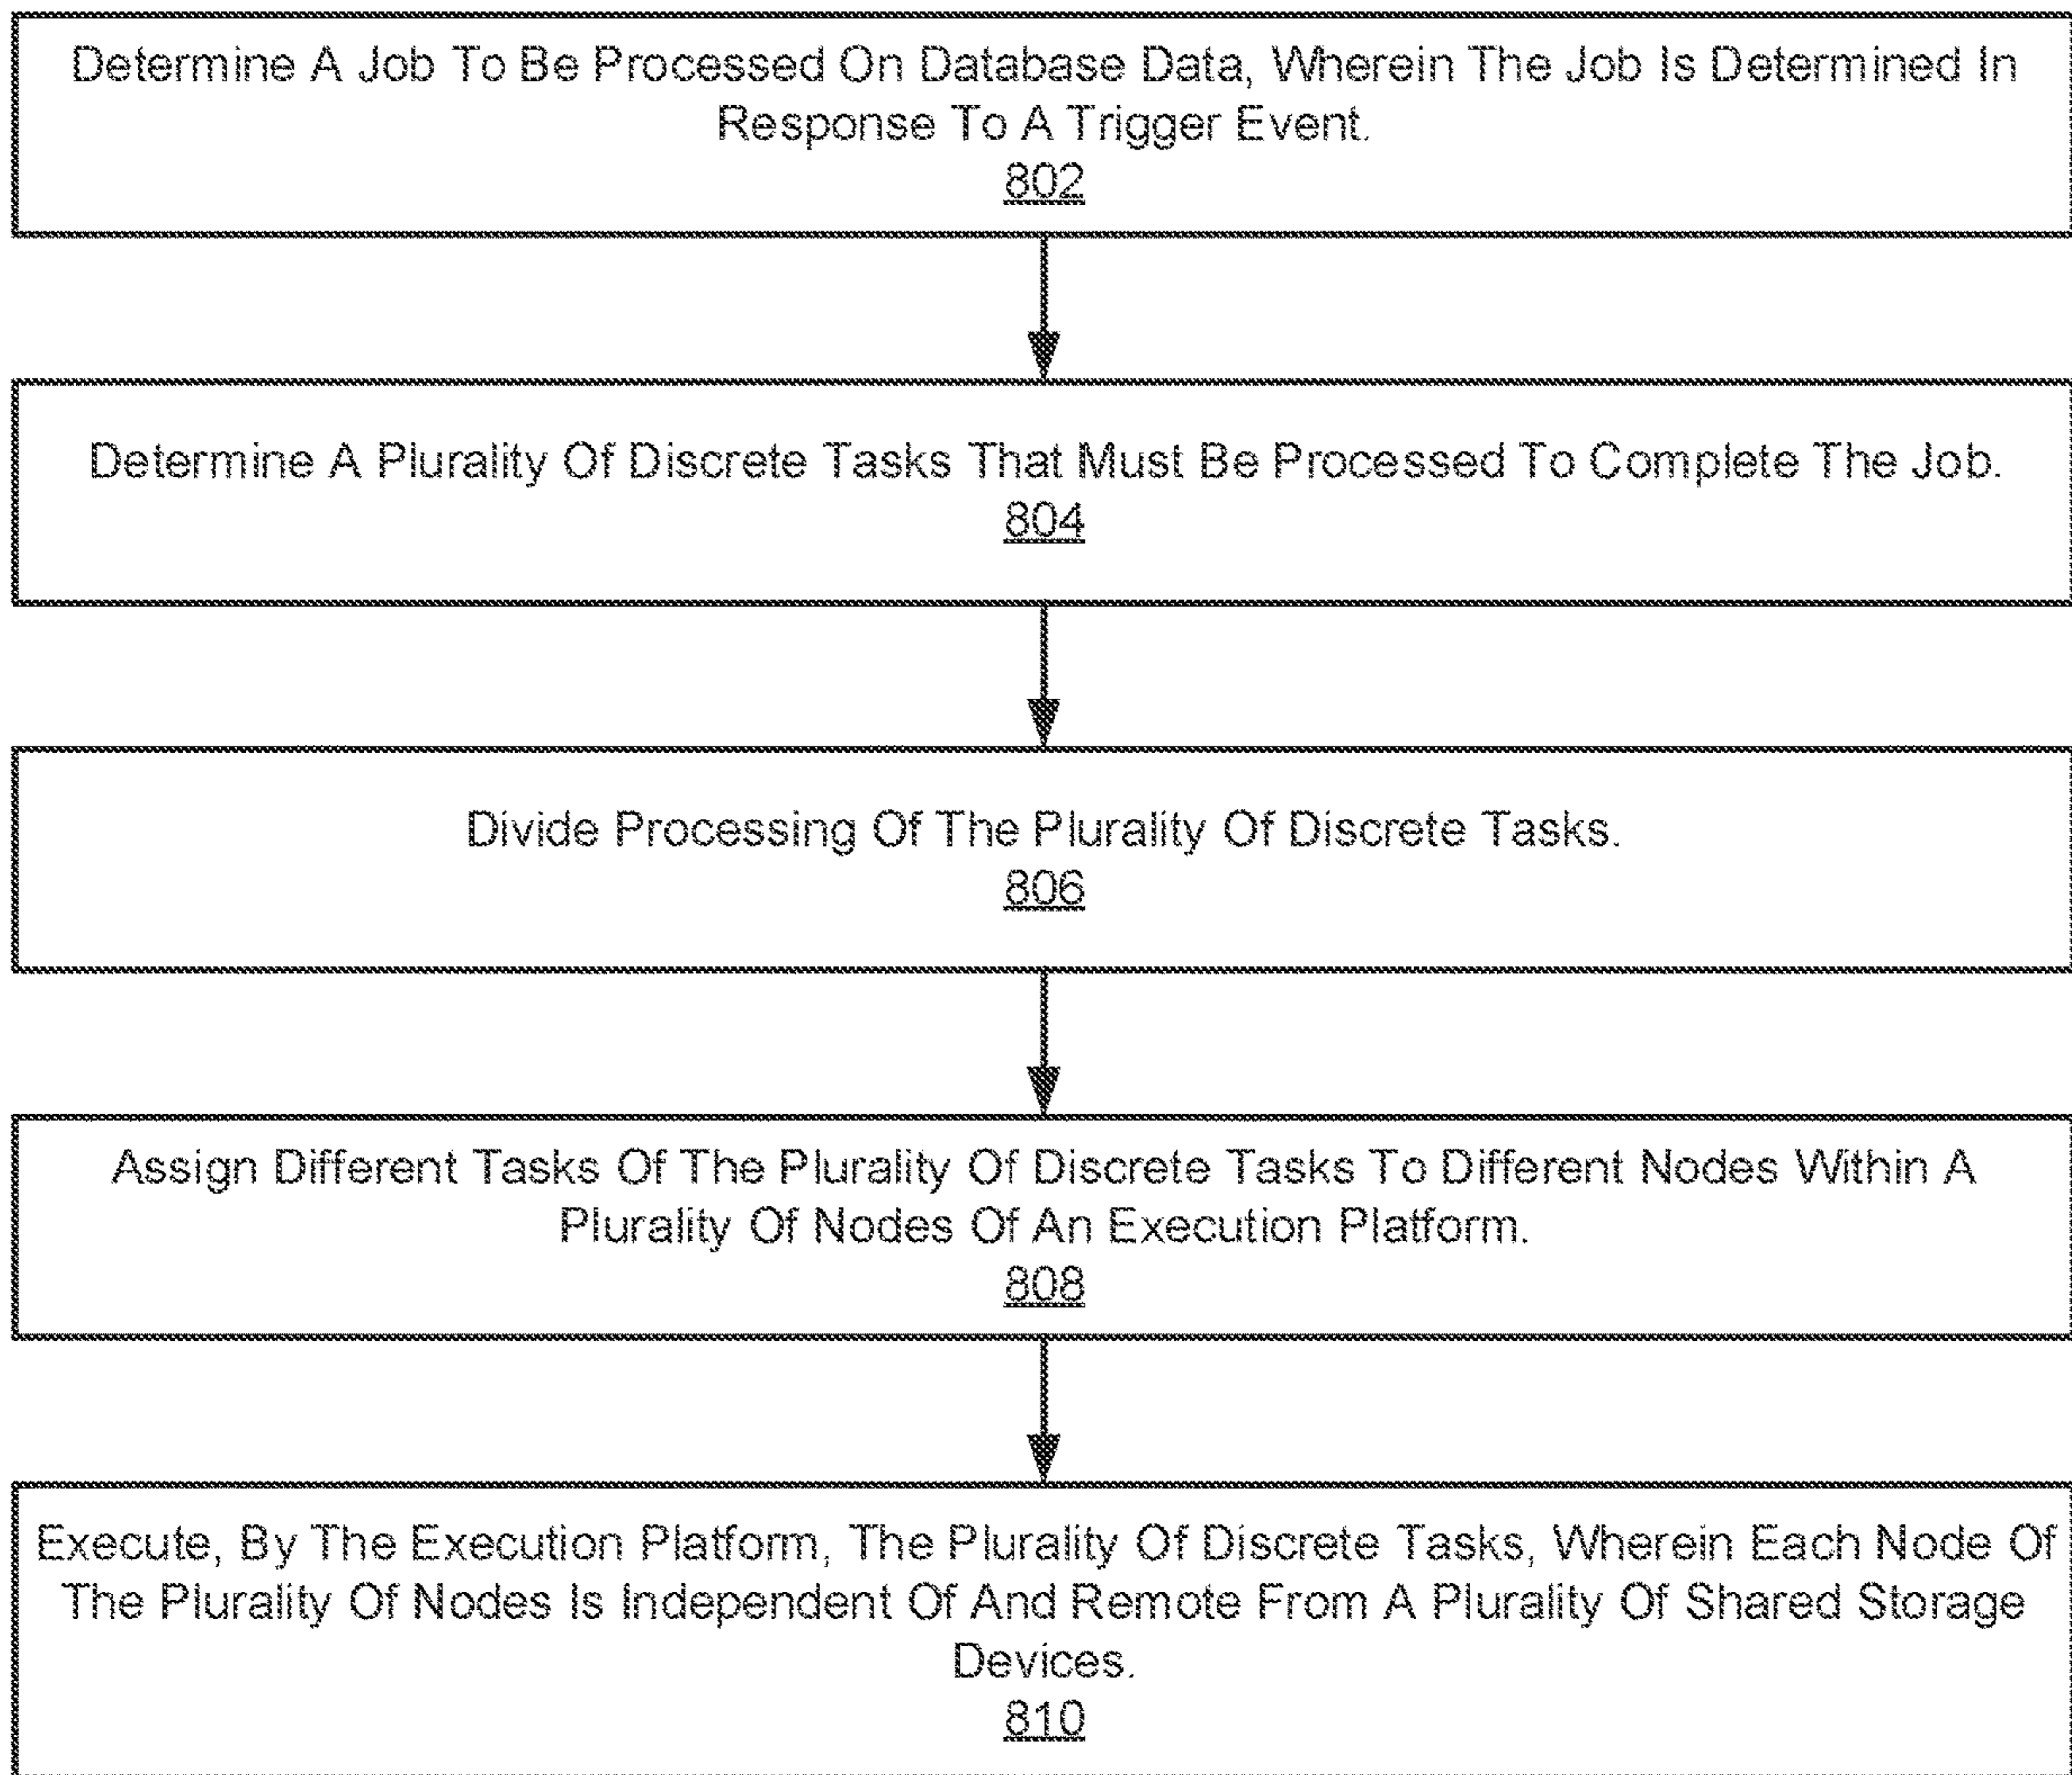 Determine A Job To Be Processed On Database Data, Wherein The Job Is Determined In
Response To A Trigger Event.
802
Determine A Plurality Of Discrete Tasks That Must Be Processed To Complete The Job.
804
Divide Processing Of The Plurality Of Discrete Tasks.
806
Assign Different Tasks Of The Plurality Of Discrete Tasks To Different Nodes Within A
Plurality Of Nodes Of An Execution Platform.
808
Execute, By The Execution Platform, The Plurality Of Discrete Tasks, Wherein Each Node Of
The Plurality Of Nodes Is Independent Of And Remote From A Plurality Of Shared Storage
Devices.
810